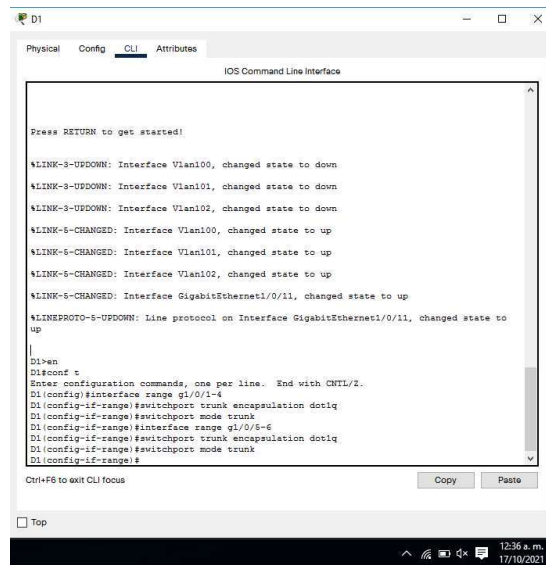 D1
Physical Config CLI Attributes
IOS Command Line Interface
Press RETURN to get started!
%LINK-3-UPDOWN: Interface Vlan100, changed state to down
%LINK-3-UPDOWN: Interface Vlan101, changed state to down
%LINK-3-UPDOWN: Interface Vlan102, changed state to down
%LINK-5-CHANGED: Interface Vlan100, changed state to up
%LINK-5-CHANGED: Interface Vlan101, changed state to up
%LINK-5-CHANGED: Interface Vlan102, changed state to up
%LINK-5-CHANGED: Interface GigabitEthernet1/0/11, changed state to up
%LINEPROTO-5-UPDOWN: Line protocol on Interface GigabitEthernet1/0/11, changed state to
up
D1>en
D1#conf t
Enter configuration commands, one per line. End with CNTL/Z.
D1(config)#interface range g1/0/1-4
D1(config-if-range)#switchport trunk encapsulation dot1q
D1(config-if-range)#switchport mode trunk
D1(config-if-range)#interface range g1/0/5-6
D1(config-if-range)#switchport trunk encapsulation dot1q
D1(config-if-range)#switchport mode trunk
D1(config-if-range)#
Ctrl+F6 to exit CLI focus
Copy Paste
Top
12:36 a. m.
17/10/2021